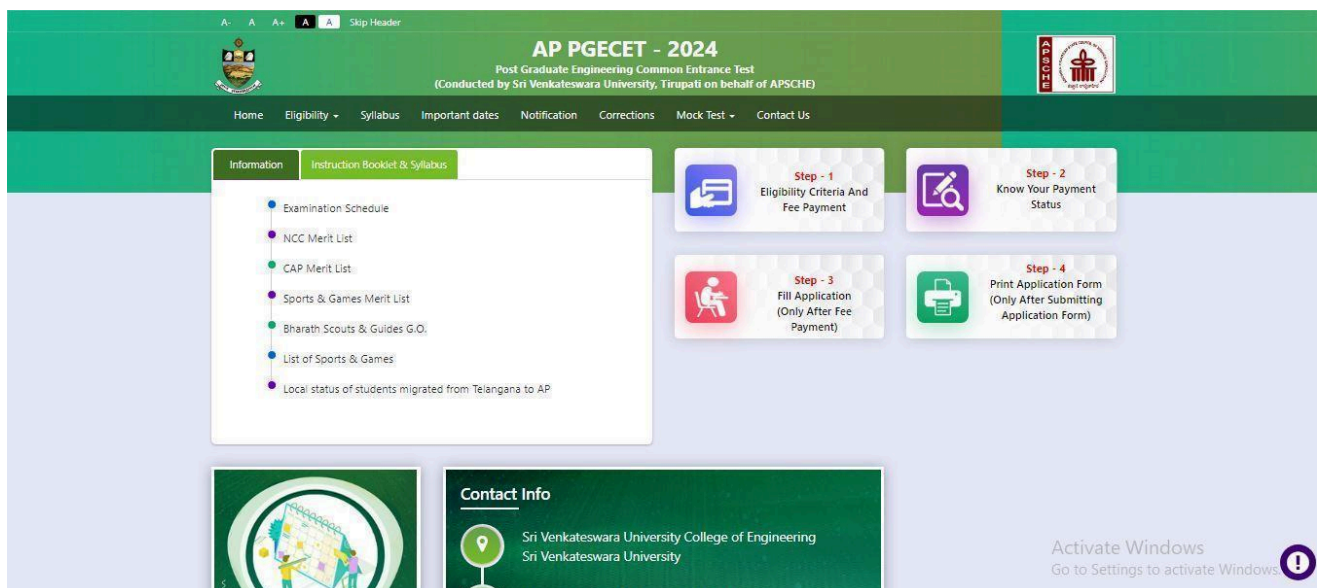 A- A A+ A A Skip Header
AP PGECET - 2024
Post Graduate Engineering Common Entrance Test
(Conducted by Sri Venkateswara University, Tirupati on behalf of APSCHE)
APSCHE
Home Eligibility Syllabus Important dates Notification Corrections Mock Test Contact Us
Information Instruction Booklet & Syllabus
Examination Schedule
NCC Merit List
CAP Merit List
Sports & Games Merit List
Bharath Scouts & Guides G.O.
List of Sports & Games
Local status of students migrated from Telangana to AP
Step - 1
Eligibility Criteria And
Fee Payment
Step - 2
Know Your Payment
Status
Step - 3
Fill Application
(Only After Fee
Payment)
Step - 4
Print Application Form
(Only After Submitting
Application Form)
Contact Info
Sri Venkateswara University College of Engineering
Sri Venkateswara University
Activate Windows
Go to Settings to activate Windows.